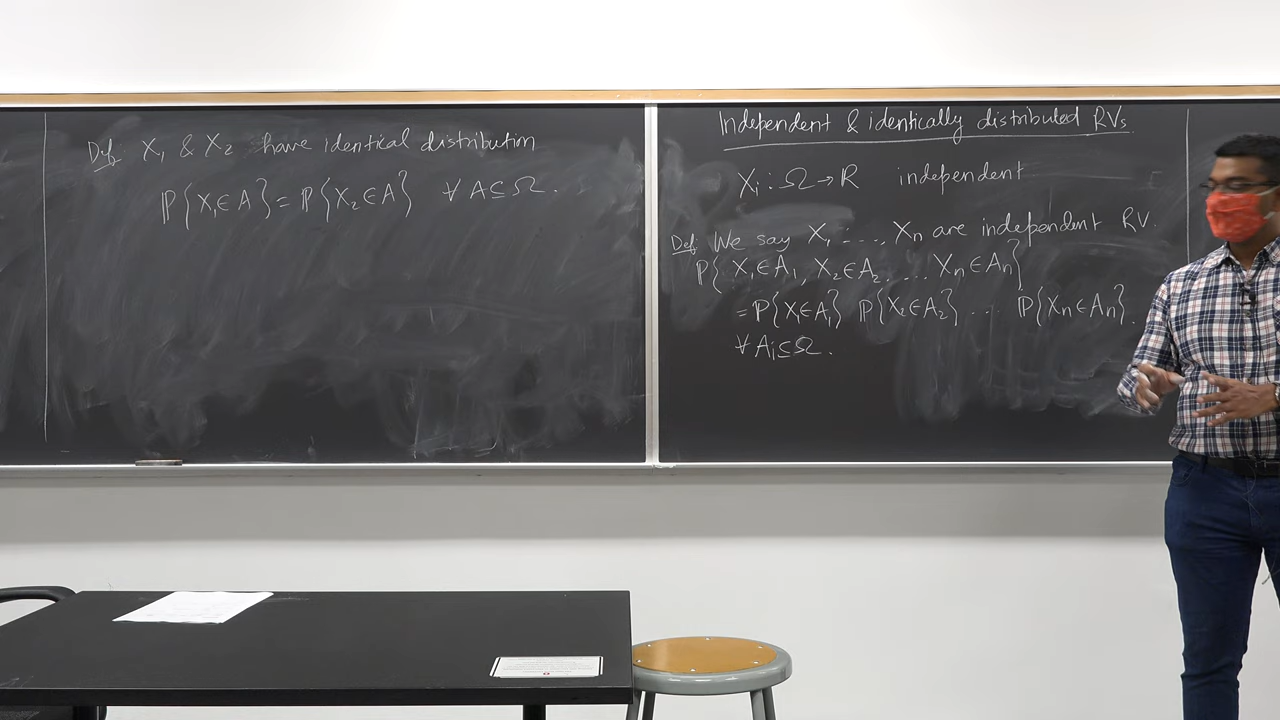 Def: X₁ & X₂ have identical distribution
ℙ{X₁∈A} = ℙ{X₂∈A} ∀ A⊆Ω.
Independent & identically distributed RVs
Xᵢ : Ω→ℝ independent
Def: We say X₁ ..., Xn are independent RV.
ℙ{ X₁∈A₁, X₂∈A₂, ... Xn∈An}
= ℙ{X₁∈A₁} ℙ{X₂∈A₂} ... ℙ{Xn∈An}.
∀ Aᵢ⊆Ω.